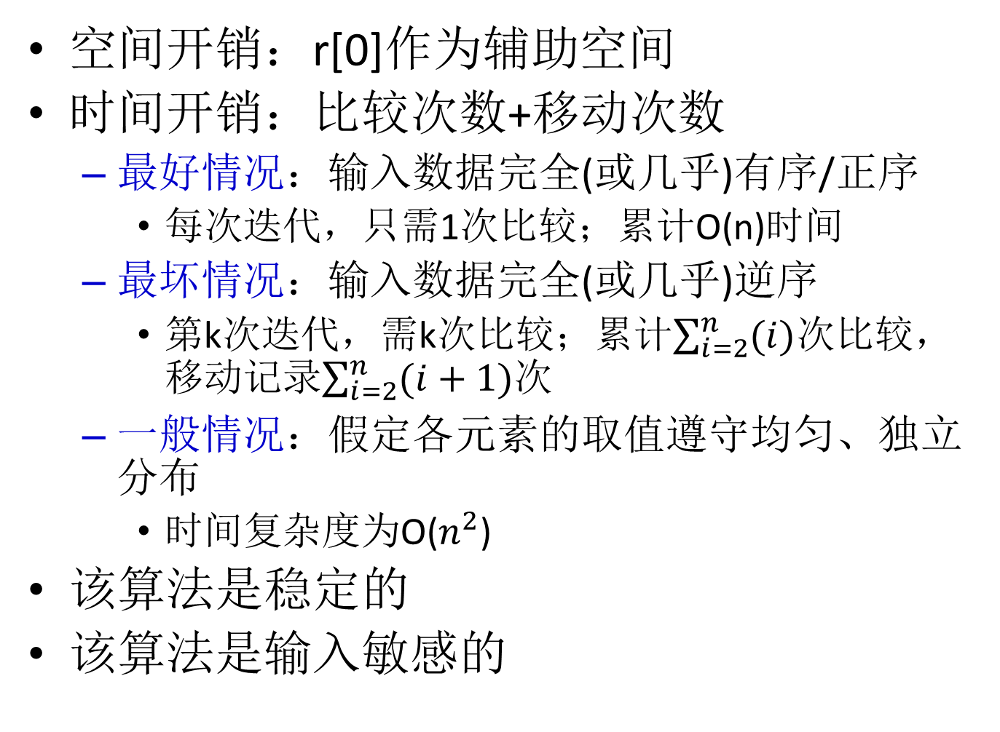 • 空间开销：r[0]作为辅助空间
• 时间开销：比较次数+移动次数
– 最好情况：输入数据完全(或几乎)有序/正序
• 每次迭代，只需1次比较；累计O(n)时间
– 最坏情况：输入数据完全(或几乎)逆序
• 第k次迭代，需k次比较；累计∑ⁿᵢ₌₂(i)次比较，
移动记录∑ⁿᵢ₌₂(i + 1)次
– 一般情况：假定各元素的取值遵守均匀、独立
分布
• 时间复杂度为O(n²)
• 该算法是稳定的
• 该算法是输入敏感的